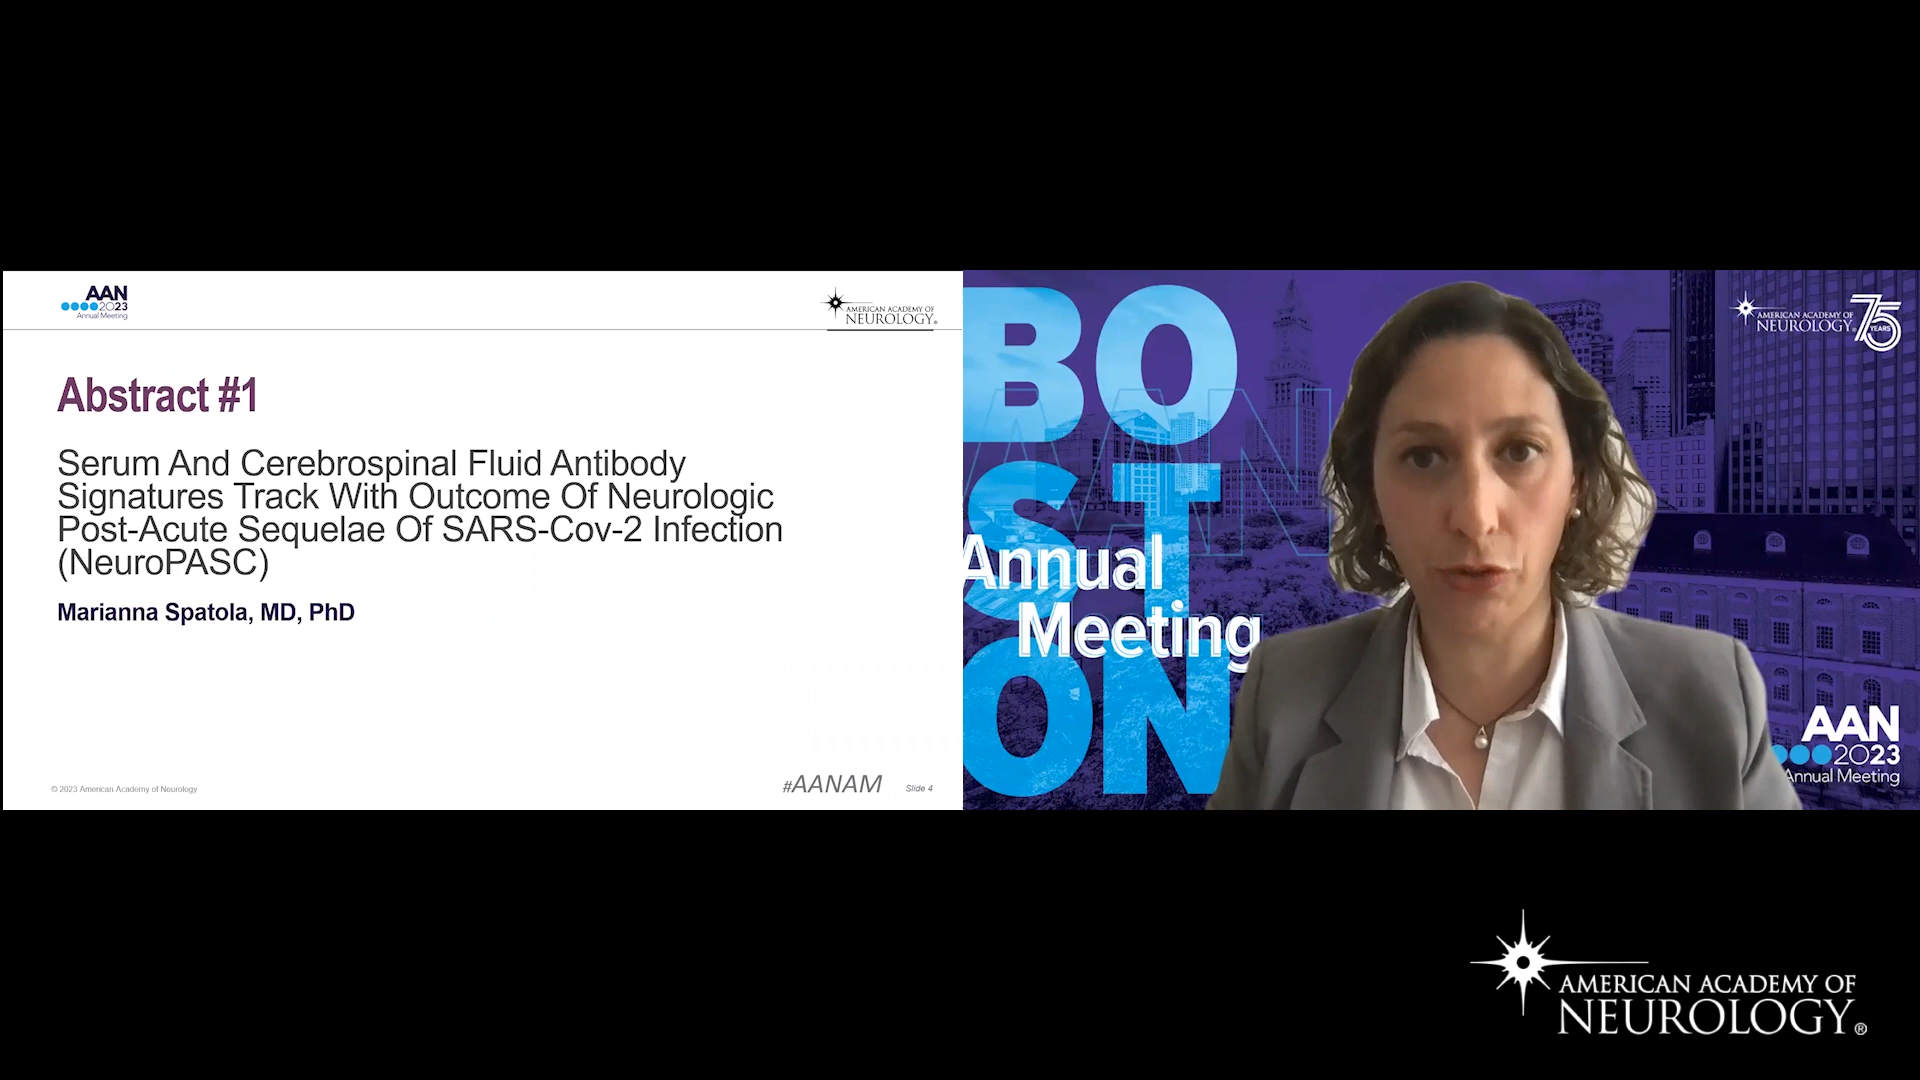 AAN
2023
Annual Meeting
AMERICAN ACADEMY OF
NEUROLOGY®
Abstract #1
Serum And Cerebrospinal Fluid Antibody
Signatures Track With Outcome Of Neurologic
Post-Acute Sequelae Of SARS-Cov-2 Infection
(NeuroPASC)
Marianna Spatola, MD, PhD
© 2023 American Academy of Neurology
#AANAM
Slide 4
BO
ST
ON
AAN
Annual
Meeting
AMERICAN ACADEMY OF
NEUROLOGY®
75
YEARS
AAN
2023
Annual Meeting
AMERICAN ACADEMY OF
NEUROLOGY®